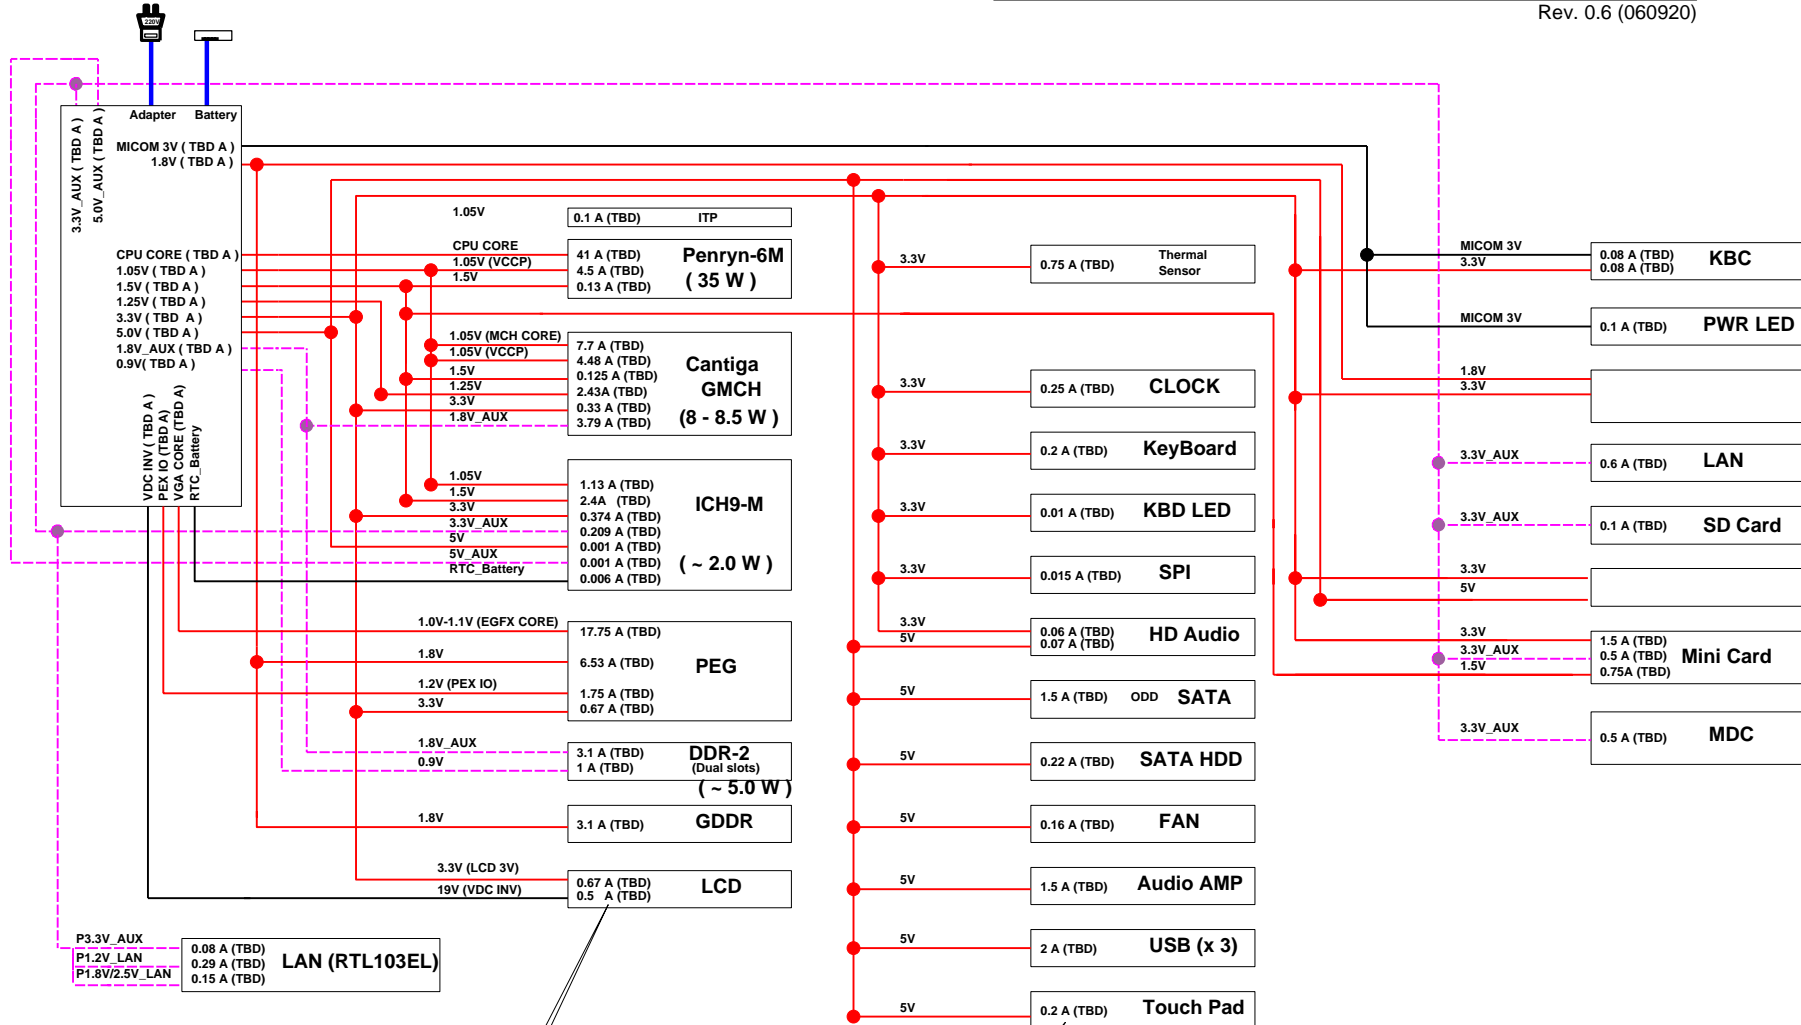 Rev. 0.6 (060920)
220V
Adapter
Battery
3.3V_AUX ( TBD A )
5.0V_AUX ( TBD A )
MICOM 3V ( TBD A )
1.8V ( TBD A )
CPU CORE ( TBD A )
1.05V ( TBD A )
1.5V ( TBD A )
1.25V ( TBD A )
3.3V ( TBD A )
5.0V ( TBD A )
1.8V_AUX ( TBD A )
0.9V( TBD A )
VDC INV ( TBD A )
PEX IO (TBD A)
VGA CORE (TBD A)
RTC_Battery
1.05V
0.1 A (TBD)
ITP
CPU CORE
1.05V (VCCP)
1.5V
41 A (TBD)
4.5 A (TBD)
0.13 A (TBD)
Penryn-6M
( 35 W )
1.05V (MCH CORE)
1.05V (VCCP)
1.5V
1.25V
3.3V
1.8V_AUX
7.7 A (TBD)
4.48 A (TBD)
0.125 A (TBD)
2.43A (TBD)
0.33 A (TBD)
3.79 A (TBD)
Cantiga
GMCH
(8 - 8.5 W )
1.05V
1.5V
3.3V
3.3V_AUX
5V
5V_AUX
RTC_Battery
1.13 A (TBD)
2.4A (TBD)
0.374 A (TBD)
0.209 A (TBD)
0.001 A (TBD)
0.001 A (TBD)
0.006 A (TBD)
ICH9-M
( ~ 2.0 W )
1.0V-1.1V (EGFX CORE)
1.8V
1.2V (PEX IO)
3.3V
17.75 A (TBD)
6.53 A (TBD)
1.75 A (TBD)
0.67 A (TBD)
PEG
1.8V_AUX
0.9V
3.1 A (TBD)
1 A (TBD)
DDR-2
(Dual slots)
( ~ 5.0 W )
1.8V
3.1 A (TBD)
GDDR
3.3V (LCD 3V)
19V (VDC INV)
0.67 A (TBD)
0.5 A (TBD)
LCD
P3.3V_AUX
P1.2V_LAN
P1.8V/2.5V_LAN
0.08 A (TBD)
0.29 A (TBD)
0.15 A (TBD)
LAN (RTL103EL)
3.3V
0.75 A (TBD)
Thermal
Sensor
3.3V
0.25 A (TBD)
CLOCK
3.3V
0.2 A (TBD)
KeyBoard
3.3V
0.01 A (TBD)
KBD LED
3.3V
0.015 A (TBD)
SPI
3.3V
5V
0.06 A (TBD)
0.07 A (TBD)
HD Audio
5V
1.5 A (TBD)
ODD
SATA
5V
0.22 A (TBD)
SATA HDD
5V
0.16 A (TBD)
FAN
5V
1.5 A (TBD)
Audio AMP
5V
2 A (TBD)
USB (x 3)
5V
0.2 A (TBD)
Touch Pad
MICOM 3V
3.3V
0.08 A (TBD)
0.08 A (TBD)
KBC
MICOM 3V
0.1 A (TBD)
PWR LED
1.8V
3.3V
3.3V_AUX
0.6 A (TBD)
LAN
3.3V_AUX
0.1 A (TBD)
SD Card
3.3V
5V
3.3V
3.3V_AUX
1.5V
1.5 A (TBD)
0.5 A (TBD)
0.75A (TBD)
Mini Card
3.3V_AUX
0.5 A (TBD)
MDC